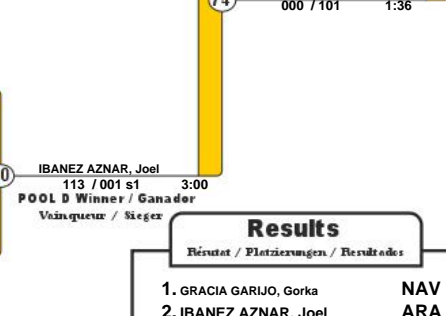 74
000 / 101 1:36
IBANEZ AZNAR, Joel
0
113 / 001 s1 3:00
POOL D Winner / Ganador
Vainqueur / Sieger
Results
Résutat / Platzierungen / Resultados
1. GRACIA GARIJO, Gorka NAV
2. IBANEZ AZNAR, Joel ARA